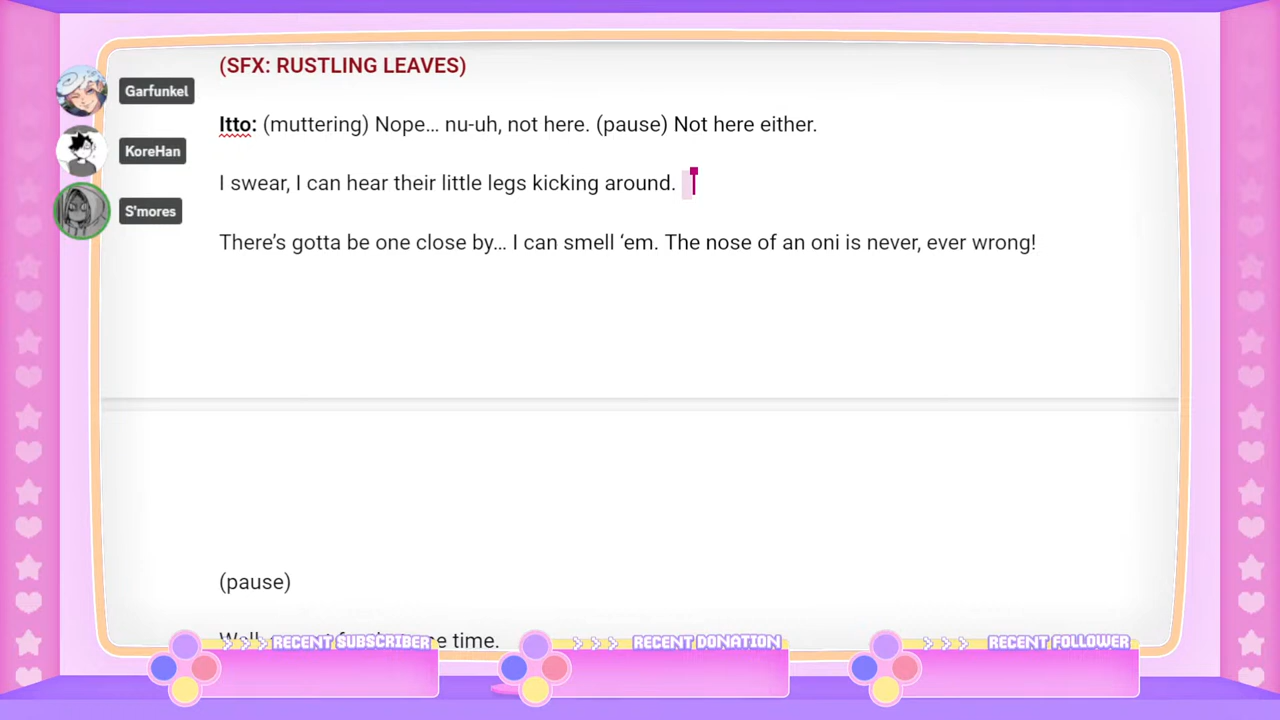 (SFX: RUSTLING LEAVES)
Garfunkel
Itto: (muttering) Nope… nu-uh, not here. (pause) Not here either.
KoreHan
I swear, I can hear their little legs kicking around.
S'mores
There’s gotta be one close by… I can smell ‘em. The nose of an oni is never, ever wrong!
(pause)
time.
RECENT SUBSCRIBER
RECENT DONATION
RECENT FOLLOWER